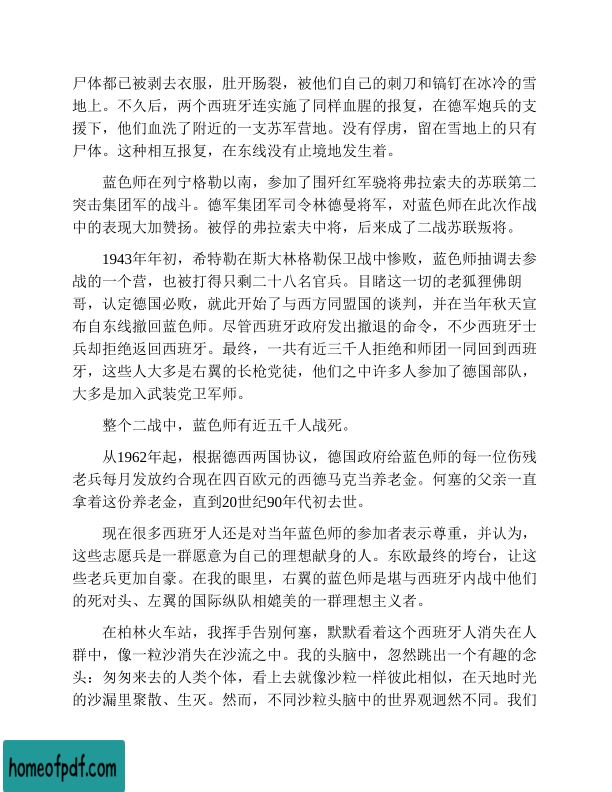 尸体都已被剥去衣服，肚开肠裂，被他们自己的刺刀和镐钉在冰冷的雪
地上。不久后，两个西班牙连实施了同样血腥的报复，在德军炮兵的支
援下，他们血洗了附近的一支苏军营地。没有俘虏，留在雪地上的只有
尸体。这种相互报复，在东线没有止境地发生着。
蓝色师在列宁格勒以南，参加了围歼红军骁将弗拉索夫的苏联第二
突击集团军的战斗。德军集团军司令林德曼将军，对蓝色师在此次作战
中的表现大加赞扬。被俘的弗拉索夫中将，后来成了二战苏联叛将。
1943年年初，希特勒在斯大林格勒保卫战中惨败，蓝色师抽调去参
战的一个营，也被打得只剩二十八名官兵。目睹这一切的老狐狸佛朗
哥，认定德国必败，就此开始了与西方同盟国的谈判，并在当年秋天宣
布自东线撤回蓝色师。尽管西班牙政府发出撤退的命令，不少西班牙士
兵却拒绝返回西班牙。最终，一共有近三千人拒绝和师团一同回到西班
牙，这些人大多是右翼的长枪党徒，他们之中许多人参加了德国部队，
大多是加入武装党卫军师。
整个二战中，蓝色师有近五千人战死。
从1962年起，根据德西两国协议，德国政府给蓝色师的每一位伤残
老兵每月发放约合现在四百欧元的西德马克当养老金。何塞的父亲一直
拿着这份养老金，直到20世纪90年代初去世。
现在很多西班牙人还是对当年蓝色师的参加者表示尊重，并认为，
这些志愿兵是一群愿意为自己的理想献身的人。东欧最终的垮台，让这
些老兵更加自豪。在我的眼里，右翼的蓝色师是堪与西班牙内战中他们
的死对头、左翼的国际纵队相媲美的一群理想主义者。
在柏林火车站，我挥手告别何塞，默默看着这个西班牙人消失在人
群中，像一粒沙消失在沙流之中。我的头脑中，忽然跳出一个有趣的念
头：匆匆来去的人类个体，看上去就像沙粒一样彼此相似，在天地时光
的沙漏里聚散、生灭。然而，不同沙粒头脑中的世界观迥然不同。我们
homeofpdf.com